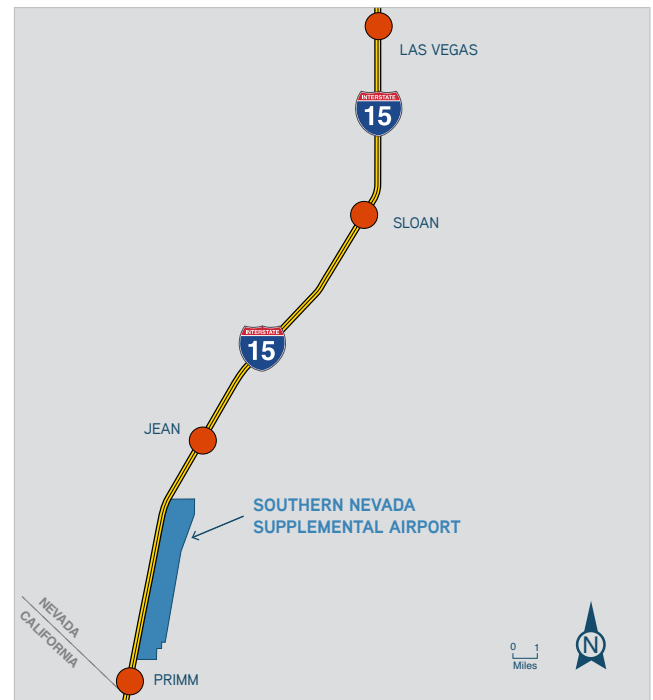 LAS VEGAS
INTERSTATE
15
SLOAN
INTERSTATE
15
JEAN
SOUTHERN NEVADA
SUPPLEMENTAL AIRPORT
NEVADA
CALIFORNIA
PRIMM
0 1
Miles
N